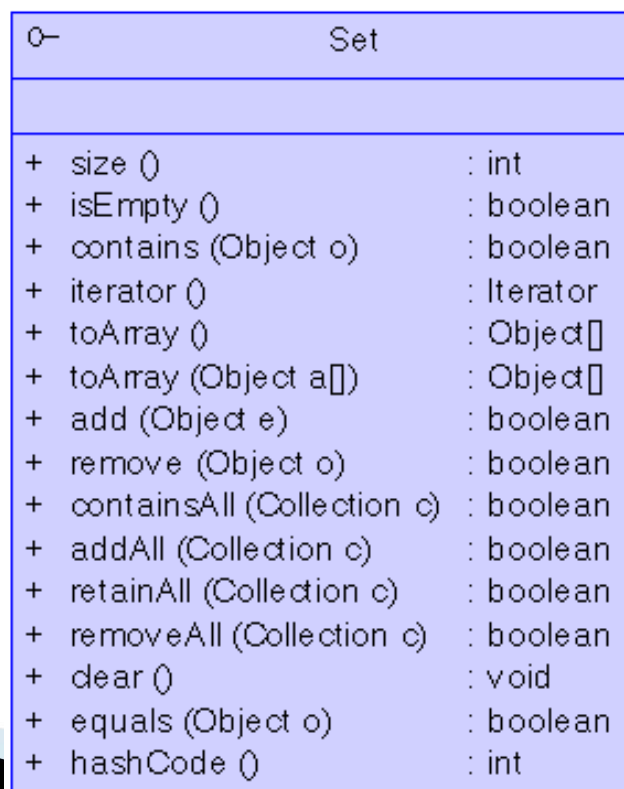 Set
+ size () : int
+ isEmpty () : boolean
+ contains (Object o) : boolean
+ iterator () : Iterator
+ toArray () : Object[]
+ toArray (Object a[]) : Object[]
+ add (Object e) : boolean
+ remove (Object o) : boolean
+ containsAll (Collection c) : boolean
+ addAll (Collection c) : boolean
+ retainAll (Collection c) : boolean
+ removeAll (Collection c) : boolean
+ clear () : void
+ equals (Object o) : boolean
+ hashCode () : int